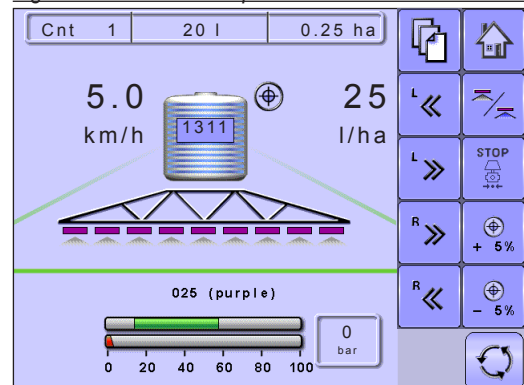 Cnt 1 20 l 0.25 ha
5.0 25
km/h 1311 l/ha
025 (purple)
0
bar
0 20 40 60 80 100
L
L STOP
R + 5%
R - 5%